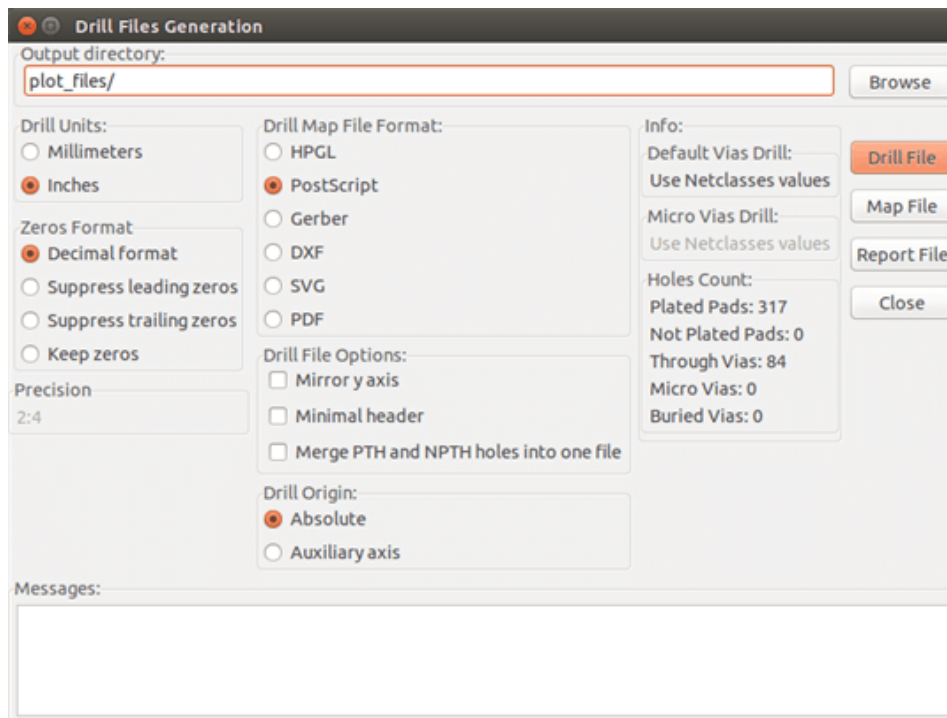 Drill Files Generation
Output directory:
plot_files/
Browse
Drill Units:
Millimeters
Inches
Zeros Format
Decimal format
Suppress leading zeros
Suppress trailing zeros
Keep zeros
Precision
2:4
Drill Map File Format:
HPGL
PostScript
Gerber
DXF
SVG
PDF
Drill File Options:
Mirror y axis
Minimal header
Merge PTH and NPTH holes into one file
Drill Origin:
Absolute
Auxiliary axis
Info:
Default Vias Drill:
Use Netclasses values
Micro Vias Drill:
Use Netclasses values
Holes Count:
Plated Pads: 317
Not Plated Pads: 0
Through Vias: 84
Micro Vias: 0
Buried Vias: 0
Drill File
Map File
Report File
Close
Messages: